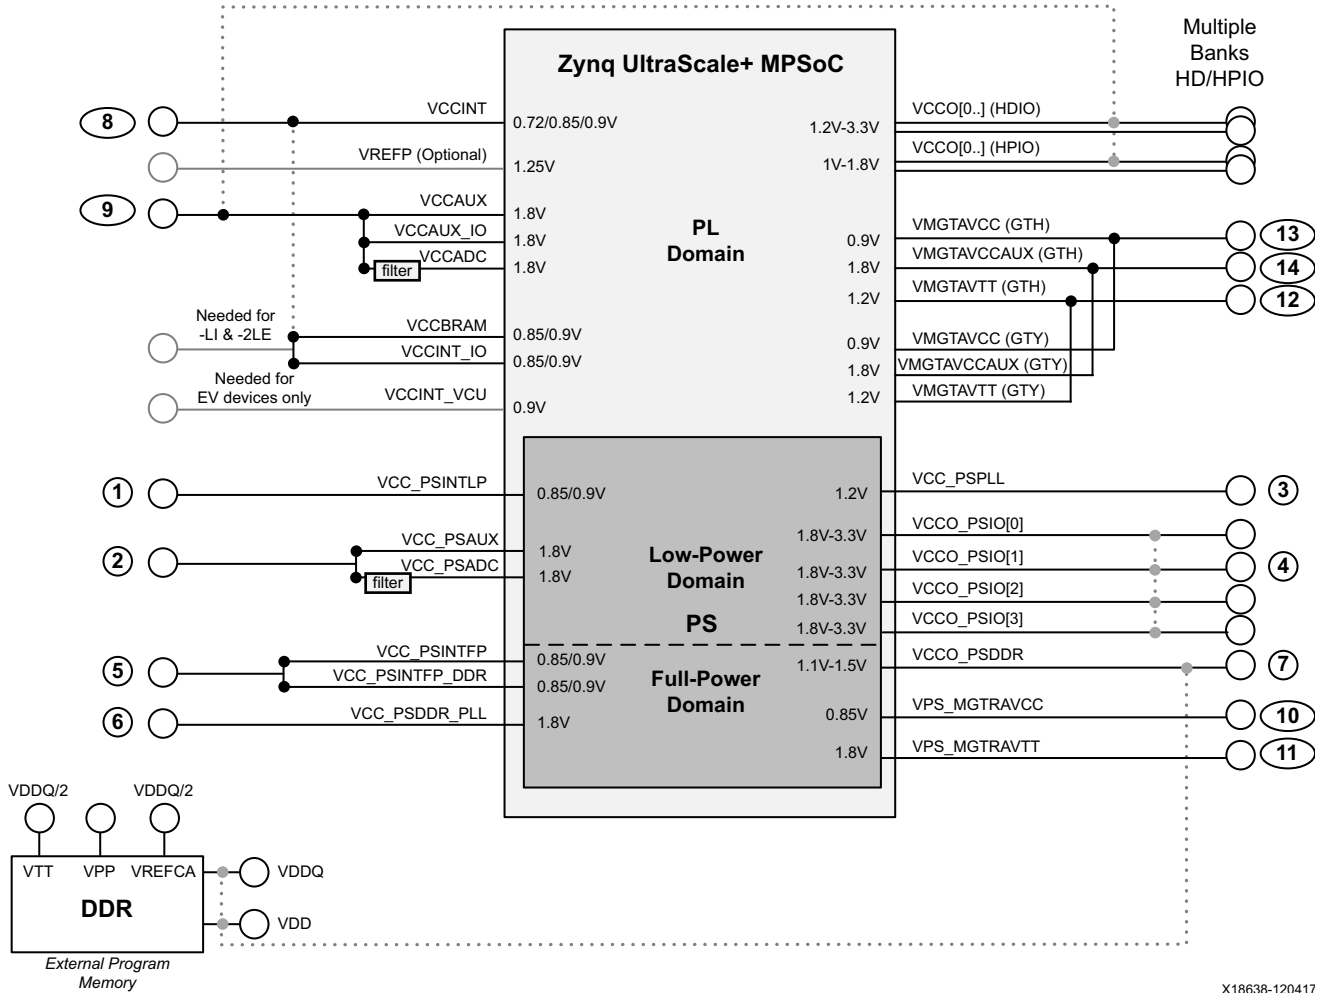 Multiple
Banks
HD/HPIO
Zynq UltraScale+ MPSoC
8
VCCINT
0.72/0.85/0.9V
VREFP (Optional)
1.25V
9
VCCAUX
1.8V
VCCAUX_IO
1.8V
VCCADC
filter
1.8V
Needed for
-LI & -2LE
VCCBRAM
0.85/0.9V
VCCINT_IO
0.85/0.9V
Needed for
EV devices only
VCCINT_VCU
0.9V
PL
Domain
VCCO[0..] (HDIO)
1.2V-3.3V
VCCO[0..] (HPIO)
1V-1.8V
VMGTAVCC (GTH)
0.9V
13
VMGTAVCCAUX (GTH)
1.8V
14
VMGTAVTT (GTH)
1.2V
12
VMGTAVCC (GTY)
0.9V
VMGTAVCCAUX (GTY)
1.8V
VMGTAVTT (GTY)
1.2V
1
VCC_PSINTLP
0.85/0.9V
2
VCC_PSAUX
1.8V
VCC_PSADC
filter
1.8V
Low-Power
Domain
PS
1.2V
VCC_PSPLL
3
VCCO_PSIO[0]
1.8V-3.3V
VCCO_PSIO[1]
1.8V-3.3V
4
VCCO_PSIO[2]
1.8V-3.3V
VCCO_PSIO[3]
1.8V-3.3V
5
VCC_PSINTFP
0.85/0.9V
VCC_PSINTFP_DDR
0.85/0.9V
6
VCC_PSDDR_PLL
1.8V
Full-Power
Domain
1.1V-1.5V
VCCO_PSDDR
7
0.85V
VPS_MGTRAVCC
10
1.8V
VPS_MGTRAVTT
11
VDDQ/2
VDDQ/2
VTT
VPP
VREFCA
VDDQ
DDR
VDD
External Program
Memory
X18638-120417